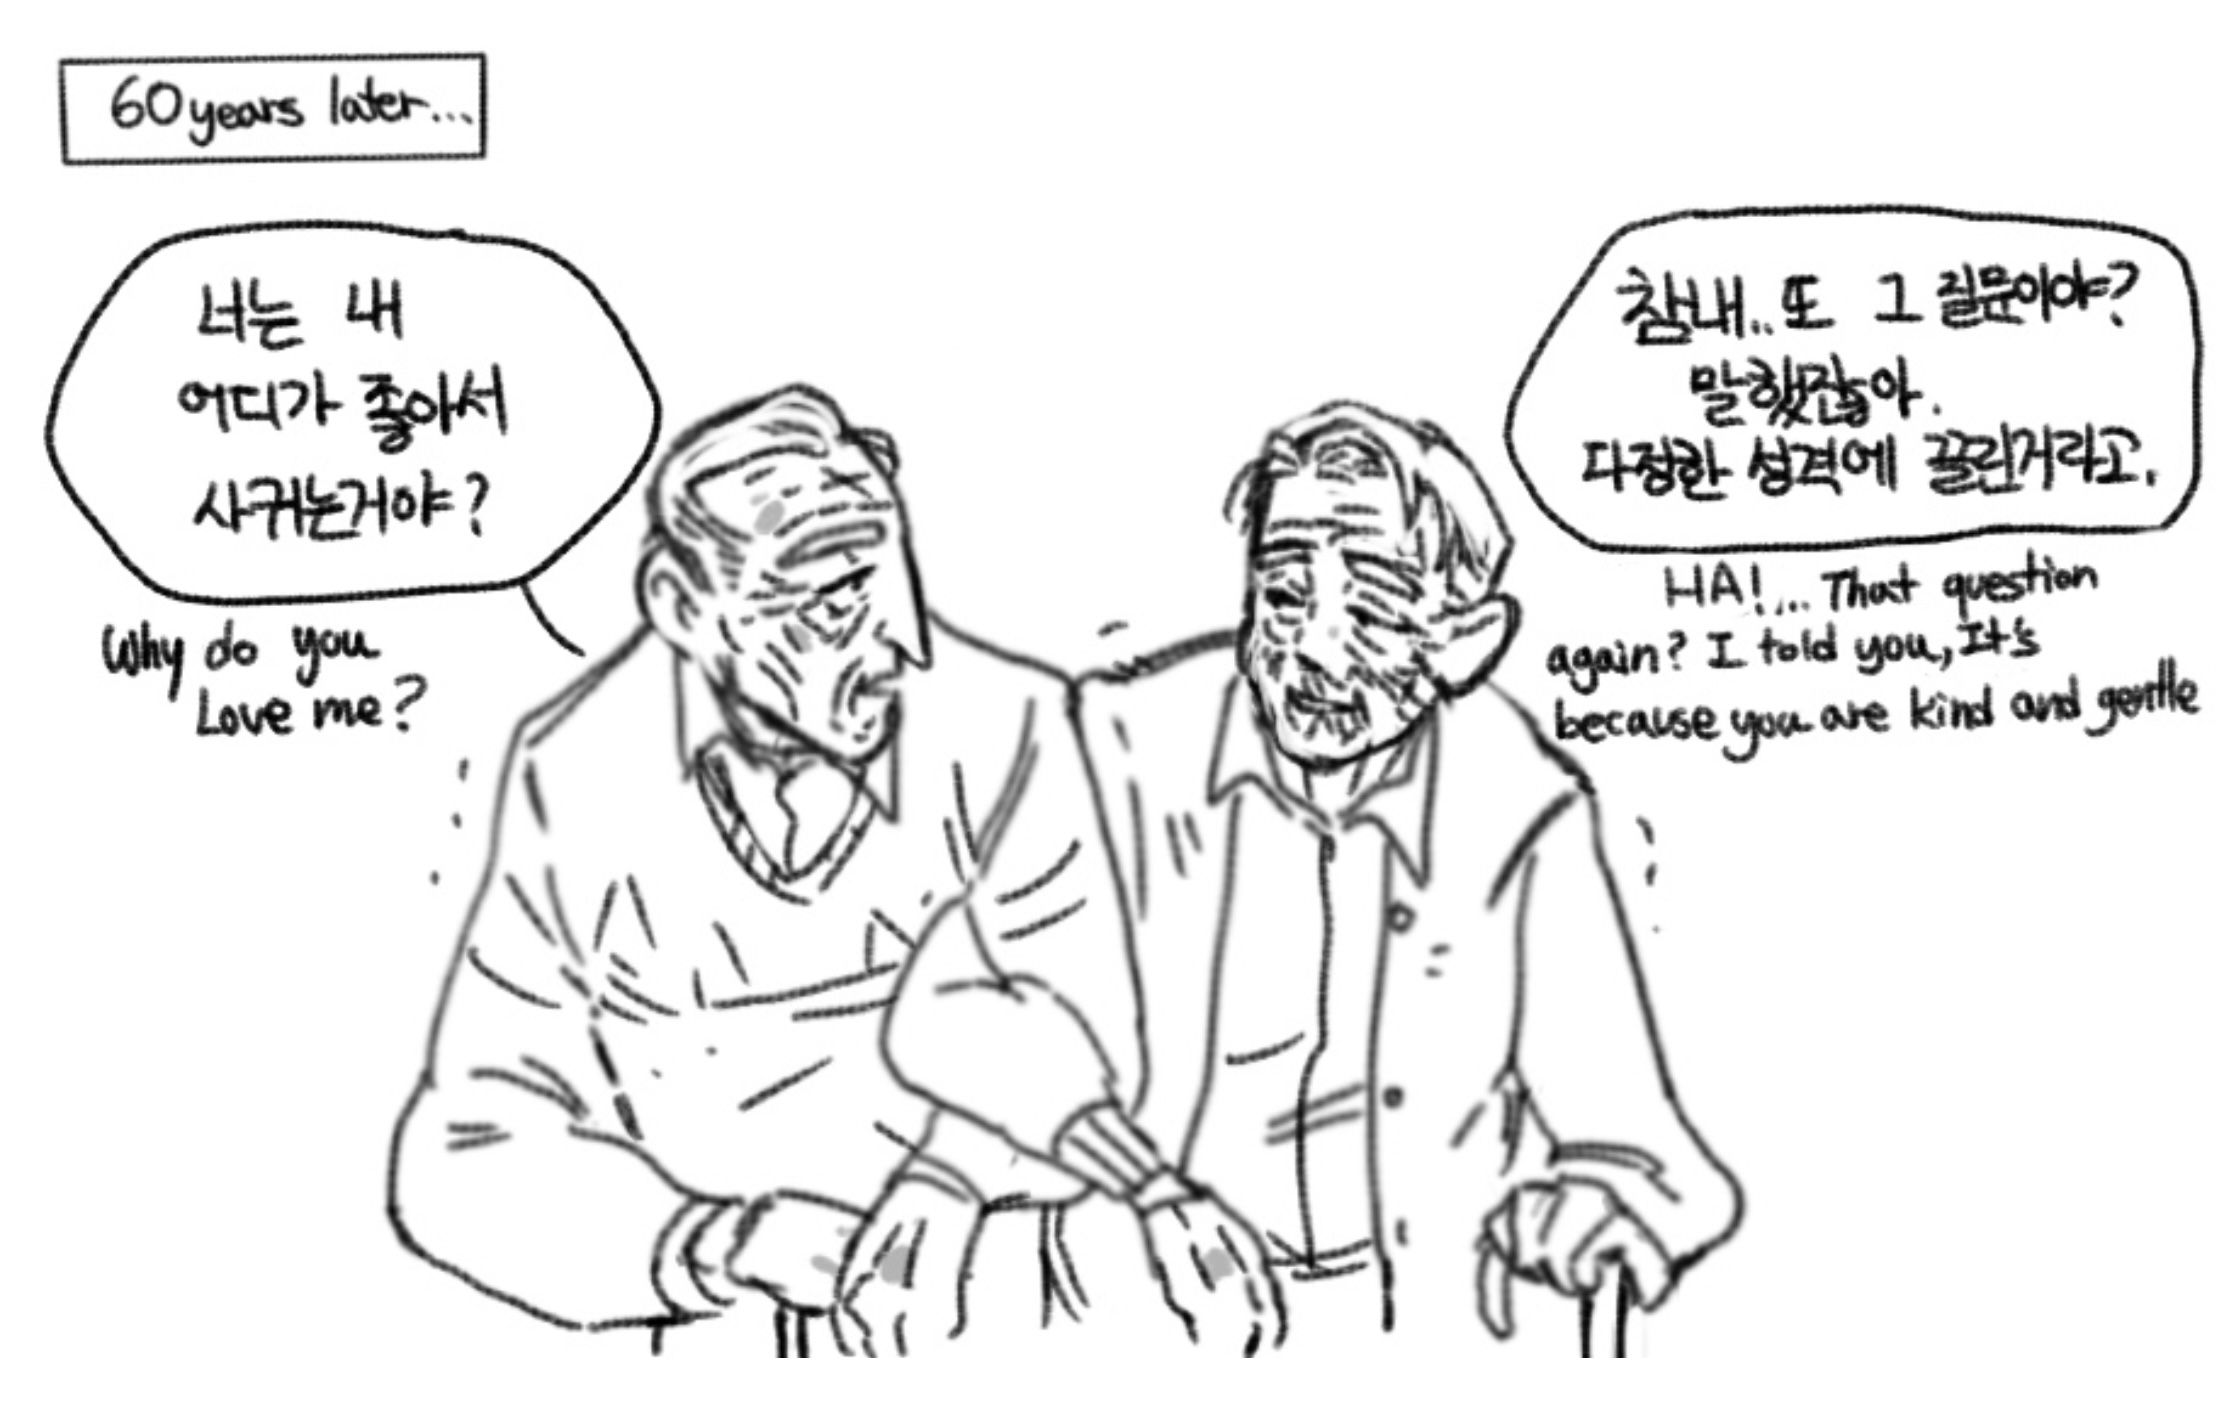 60 years later...
너는 내
어디가 좋아서
사귀는거야?
Why do you
Love me?
참내.. 또 그 질문이야?
말했잖아.
다정한 성격에 끌린거라고.
HA!... That question
again? I told you, It's
because you are kind and gentle